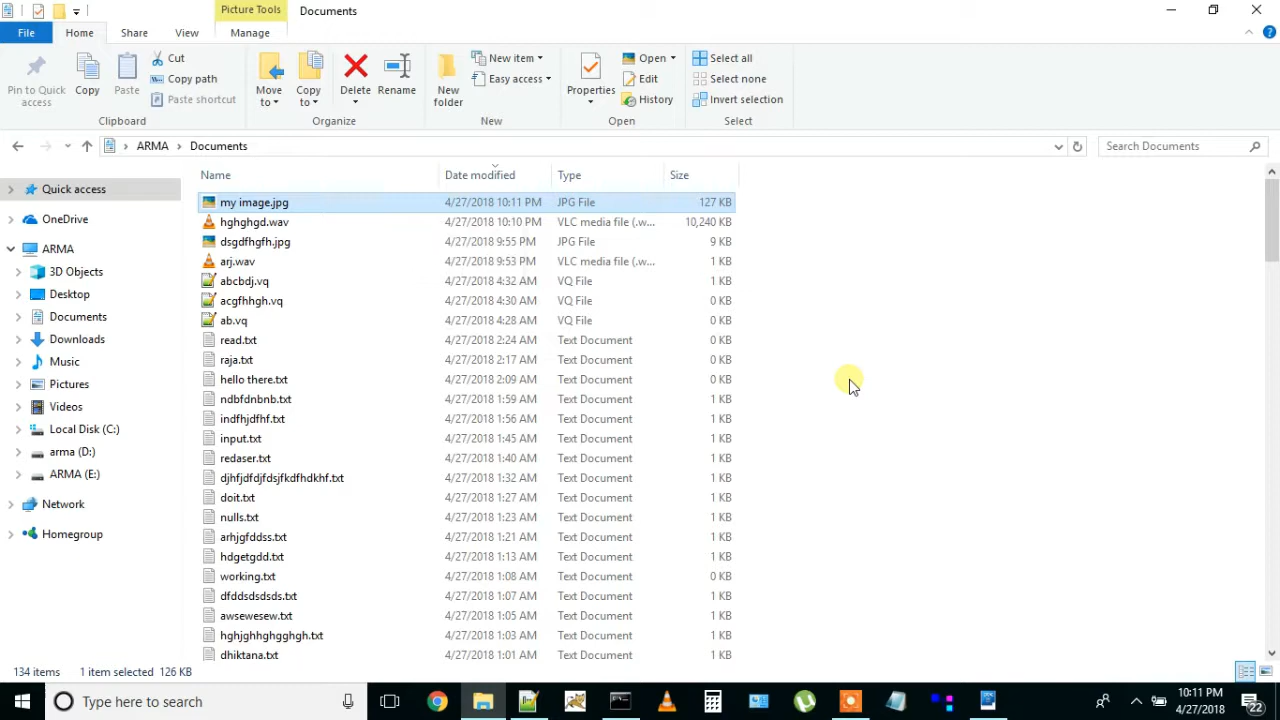 Picture Tools
Documents
File
Home
Share
View
Manage
Pin to Quick access
Copy
Paste
Cut
Copy path
Paste shortcut
Clipboard
Move to
Copy to
Delete
Rename
Organize
New folder
New item
Easy access
New
Properties
Open
Edit
History
Open
Select all
Select none
Invert selection
Select
ARMA
Documents
Search Documents
Quick access
OneDrive
ARMA
3D Objects
Desktop
Documents
Downloads
Music
Pictures
Videos
Local Disk (C:)
arma (D:)
ARMA (E:)
Network
Homegroup
Name Date modified Type Size
my image.jpg 4/27/2018 10:11 PM JPG File 127 KB
hghghgd.wav 4/27/2018 10:10 PM VLC media file (.w... 10,240 KB
dsgdfhgfh.jpg 4/27/2018 9:55 PM JPG File 9 KB
arj.wav 4/27/2018 9:53 PM VLC media file (.w... 1 KB
abcbdj.vq 4/27/2018 4:32 AM VQ File 1 KB
acgfhhgh.vq 4/27/2018 4:30 AM VQ File 0 KB
ab.vq 4/27/2018 4:28 AM VQ File 0 KB
read.txt 4/27/2018 2:24 AM Text Document 0 KB
raja.txt 4/27/2018 2:17 AM Text Document 0 KB
hello there.txt 4/27/2018 2:09 AM Text Document 0 KB
ndbfdnbnb.txt 4/27/2018 1:59 AM Text Document 1 KB
indfhjdfhf.txt 4/27/2018 1:56 AM Text Document 1 KB
input.txt 4/27/2018 1:45 AM Text Document 1 KB
redaser.txt 4/27/2018 1:40 AM Text Document 1 KB
djhfjdfdjfdsjfkdfhdkhf.txt 4/27/2018 1:32 AM Text Document 1 KB
doit.txt 4/27/2018 1:27 AM Text Document 1 KB
nulls.txt 4/27/2018 1:23 AM Text Document 1 KB
arhjgfddss.txt 4/27/2018 1:21 AM Text Document 1 KB
hdgetgdd.txt 4/27/2018 1:13 AM Text Document 1 KB
working.txt 4/27/2018 1:08 AM Text Document 0 KB
dfddsdsdsds.txt 4/27/2018 1:07 AM Text Document 1 KB
awsewesew.txt 4/27/2018 1:05 AM Text Document 1 KB
hghjghhghgghgh.txt 4/27/2018 1:03 AM Text Document 1 KB
dhiktana.txt 4/27/2018 1:01 AM Text Document 1 KB
134 items 1 item selected 126 KB
Type here to search
10:11 PM
4/27/2018
22